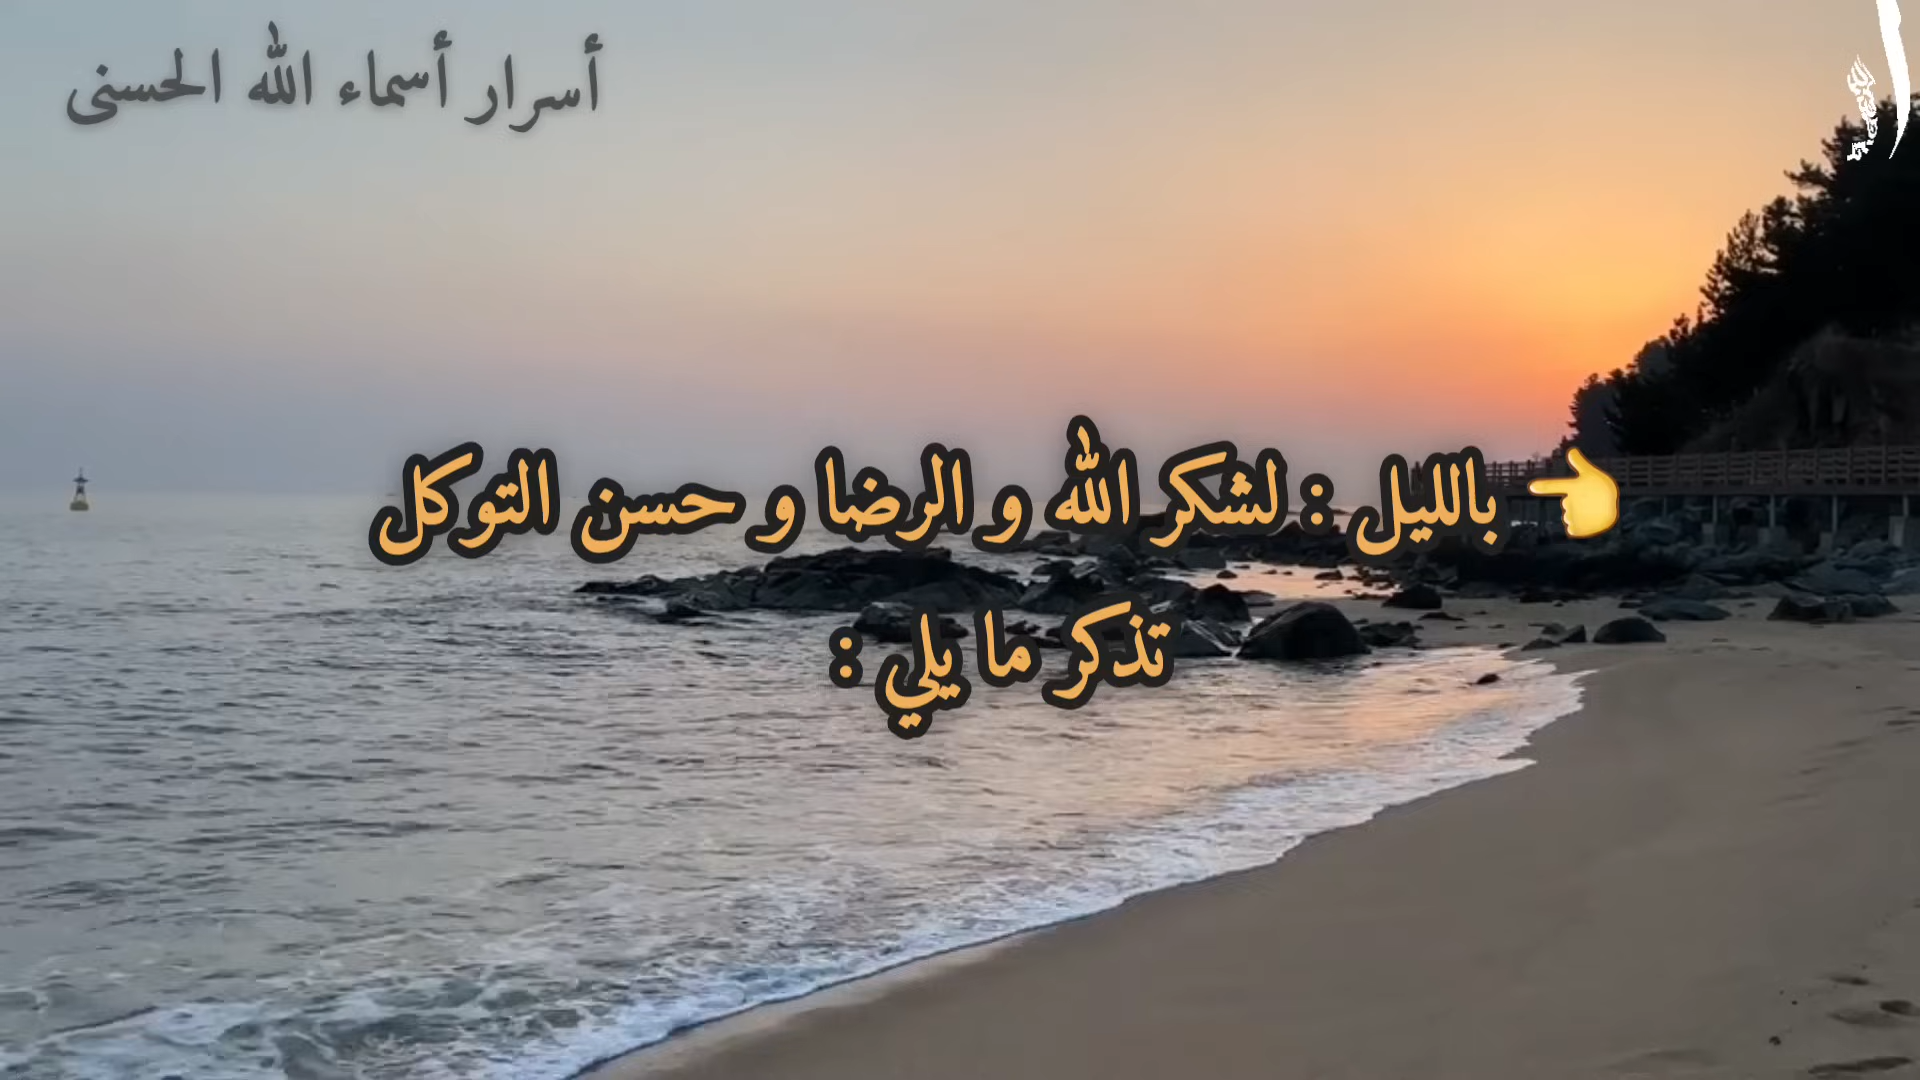 أسرار أسماء الله الحسنى
👈 بالليل : لشكر الله و الرضا و حسن التوكل
تذكر ما يلي :